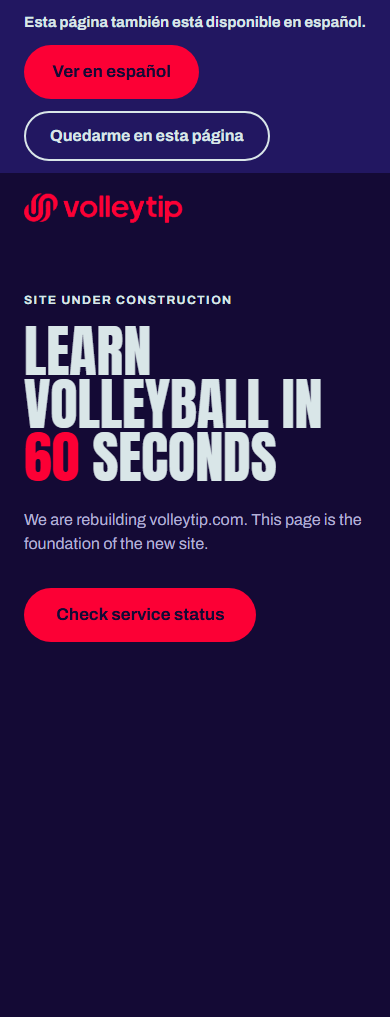 Esta página también está disponible en español.
Ver en español
Quedarme en esta página
volleytip
SITE UNDER CONSTRUCTION
LEARN
VOLLEYBALL IN
60 SECONDS
We are rebuilding volleytip.com. This page is the
foundation of the new site.
Check service status